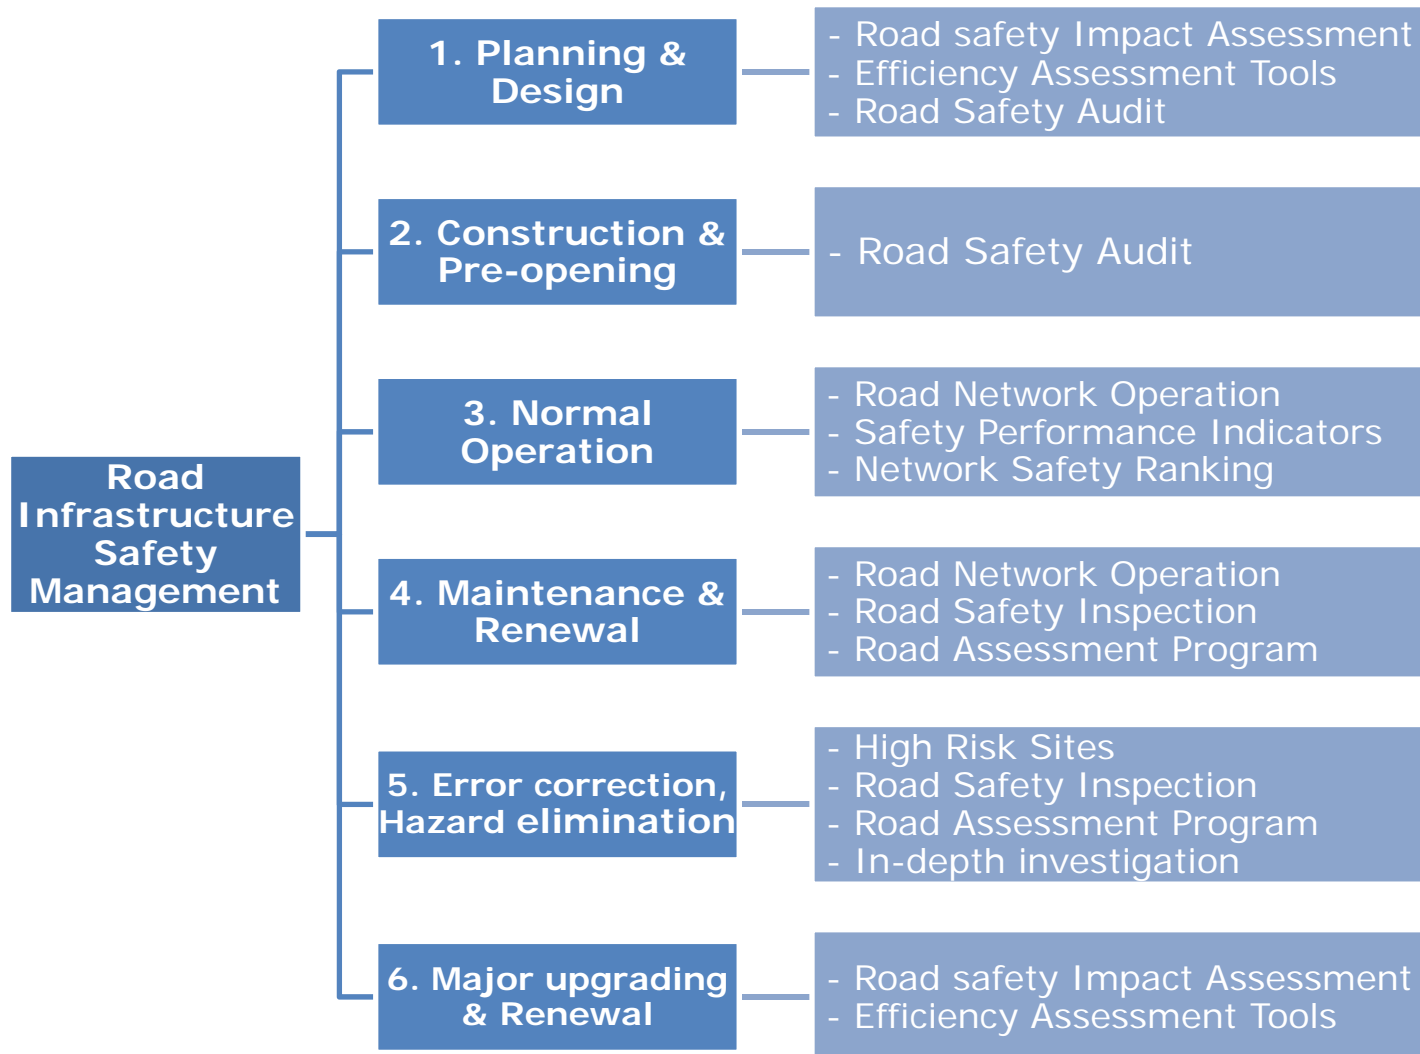 Road
Infrastructure
Safety
Management
1. Planning &
Design
- Road safety Impact Assessment
- Efficiency Assessment Tools
- Road Safety Audit
2. Construction &
Pre-opening
- Road Safety Audit
3. Normal
Operation
- Road Network Operation
- Safety Performance Indicators
- Network Safety Ranking
4. Maintenance &
Renewal
- Road Network Operation
- Road Safety Inspection
- Road Assessment Program
5. Error correction,
Hazard elimination
- High Risk Sites
- Road Safety Inspection
- Road Assessment Program
- In-depth investigation
6. Major upgrading
& Renewal
- Road safety Impact Assessment
- Efficiency Assessment Tools